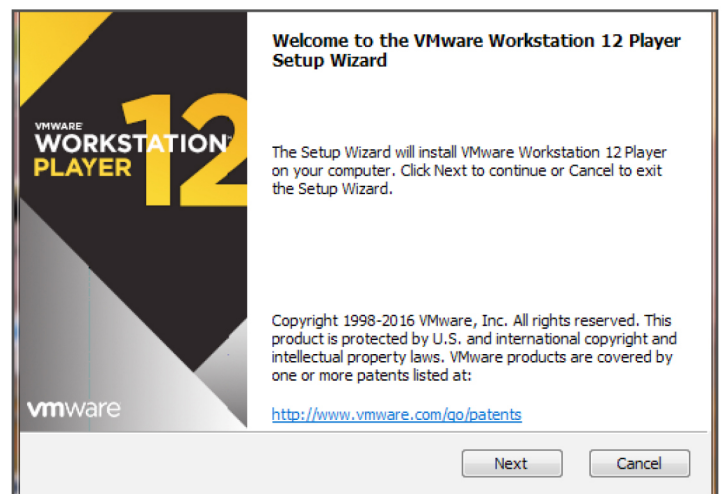 VMWARE
WORKSTATION™
PLAYER
12
vmware
Welcome to the VMware Workstation 12 Player
Setup Wizard
The Setup Wizard will install VMware Workstation 12 Player
on your computer. Click Next to continue or Cancel to exit
the Setup Wizard.
Copyright 1998-2016 VMware, Inc. All rights reserved. This
product is protected by U.S. and international copyright and
intellectual property laws. VMware products are covered by
one or more patents listed at:
http://www.vmware.com/go/patents
Next
Cancel